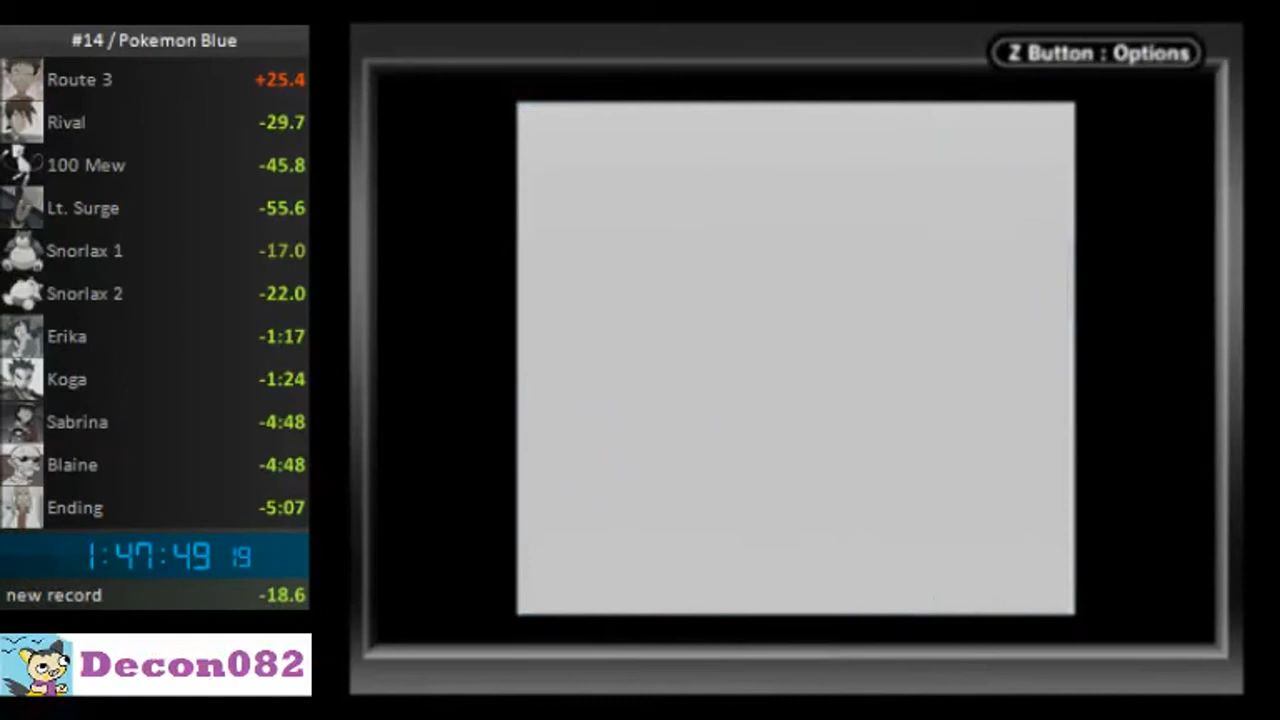 #14 / Pokemon Blue
Z Button : Options
Route 3 +25.4
Rival -29.7
100 Mew -45.8
Lt. Surge -55.6
Snorlax 1 -17.0
Snorlax 2 -22.0
Erika -1:17
Koga -1:24
Sabrina -4:48
Blaine -4:48
Ending -5:07
1:47:49 19
new record -18.6
Decon082